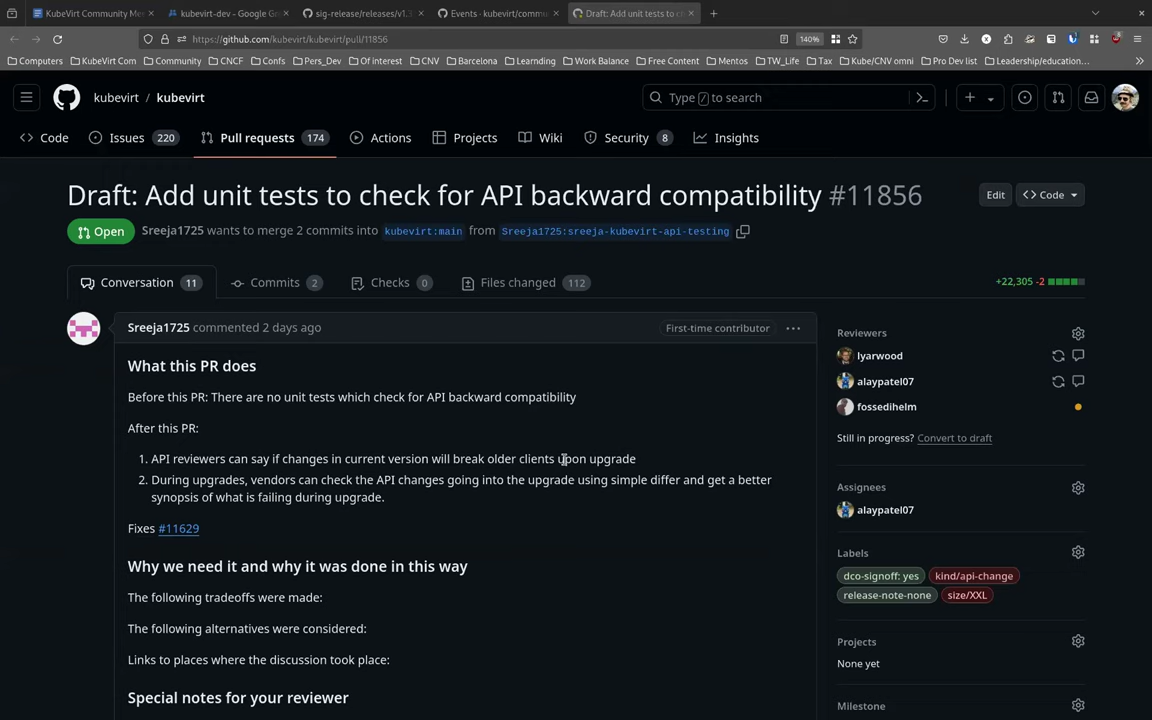 KubeVirt Community Me
kubevirt-dev - Google Gr
sig-release/releases/v1.3
Events · kubevirt/commu
Draft: Add unit tests to ch
https://github.com/kubevirt/kubevirt/pull/11856
140%
Computers
KubeVirt Com
Community
CNCF
Confs
Pers_Dev
Of interest
CNV
Barcelona
Learnding
Work Balance
Free Content
Mentos
TW_Life
Tax
Kube/CNV omni
Pro Dev list
Leadership/education…
kubevirt / kubevirt
Type / to search
Code
Issues 220
Pull requests 174
Actions
Projects
Wiki
Security 8
Insights
Draft: Add unit tests to check for API backward compatibility #11856
Edit
<> Code
Open
Sreeja1725 wants to merge 2 commits into kubevirt:main from Sreeja1725:sreeja-kubevirt-api-testing
Conversation 11
Commits 2
Checks 0
Files changed 112
+22,305 -2
Sreeja1725 commented 2 days ago
First-time contributor
What this PR does
Before this PR: There are no unit tests which check for API backward compatibility
After this PR:
1. API reviewers can say if changes in current version will break older clients upon upgrade
2. During upgrades, vendors can check the API changes going into the upgrade using simple differ and get a better
synopsis of what is failing during upgrade.
Fixes #11629
Why we need it and why it was done in this way
The following tradeoffs were made:
The following alternatives were considered:
Links to places where the discussion took place:
Special notes for your reviewer
Reviewers
lyarwood
alaypatel07
fossedihelm
Still in progress? Convert to draft
Assignees
alaypatel07
Labels
dco-signoff: yes
kind/api-change
release-note-none
size/XXL
Projects
None yet
Milestone